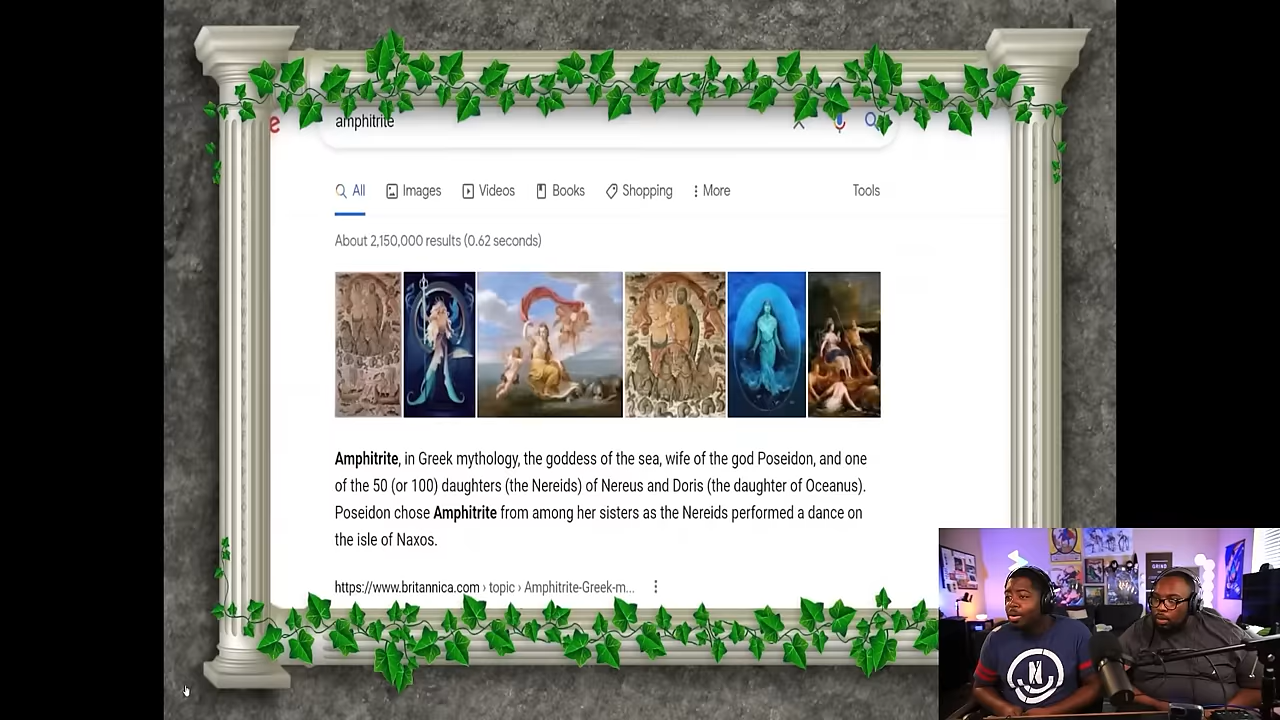 amphitrite
All Images Videos Books Shopping More Tools
About 2,150,000 results (0.62 seconds)
Amphitrite, in Greek mythology, the goddess of the sea, wife of the god Poseidon, and one
of the 50 (or 100) daughters (the Nereids) of Nereus and Doris (the daughter of Oceanus).
Poseidon chose Amphitrite from among her sisters as the Nereids performed a dance on
the isle of Naxos.
https://www.britannica.com › topic › Amphitrite-Greek-m...
GRIND